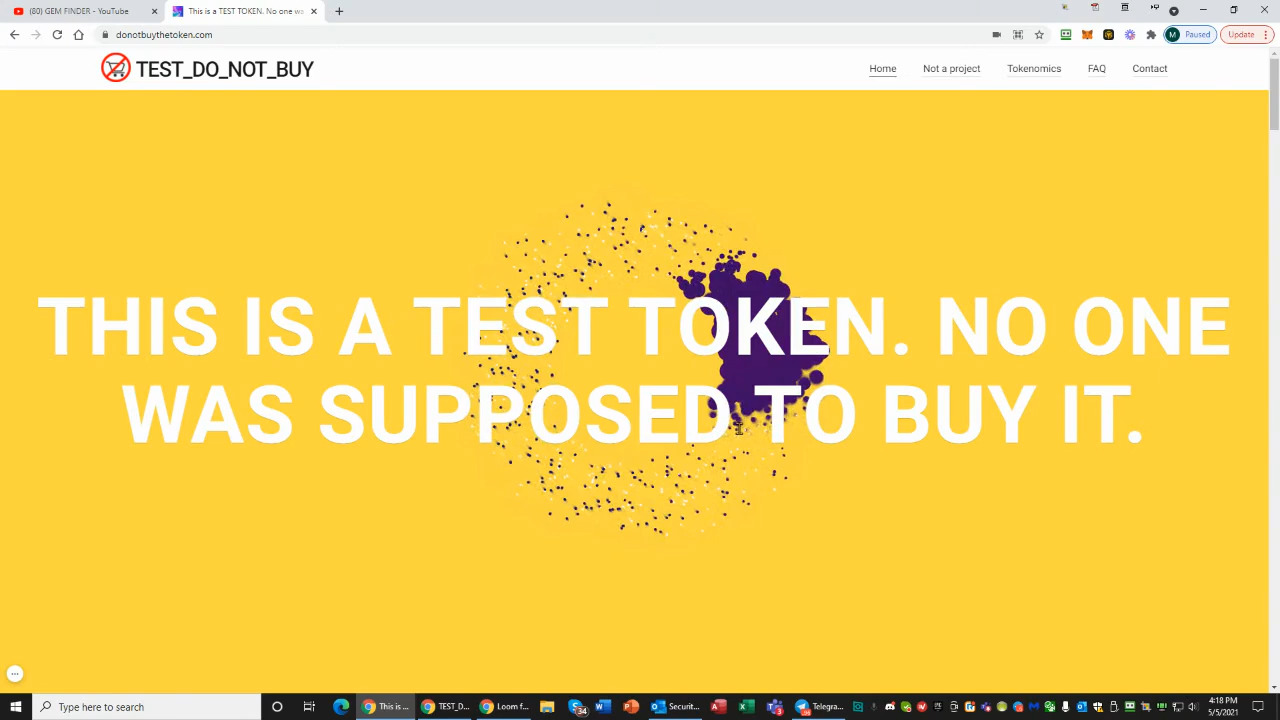 (80) GEM FINDER - YouTube
This is a TEST TOKEN. No one wa
donotbuythetoken.com
M Paused
Update
TEST_DO_NOT_BUY
Home
Not a project
Tokenomics
FAQ
Contact
THIS IS A TEST TOKEN. NO ONE
WAS SUPPOSED TO BUY IT.
Type here to search
This is ...
TEST_D...
Loom f...
34
Securit...
3
Telegra...
4:18 PM
5/5/2021